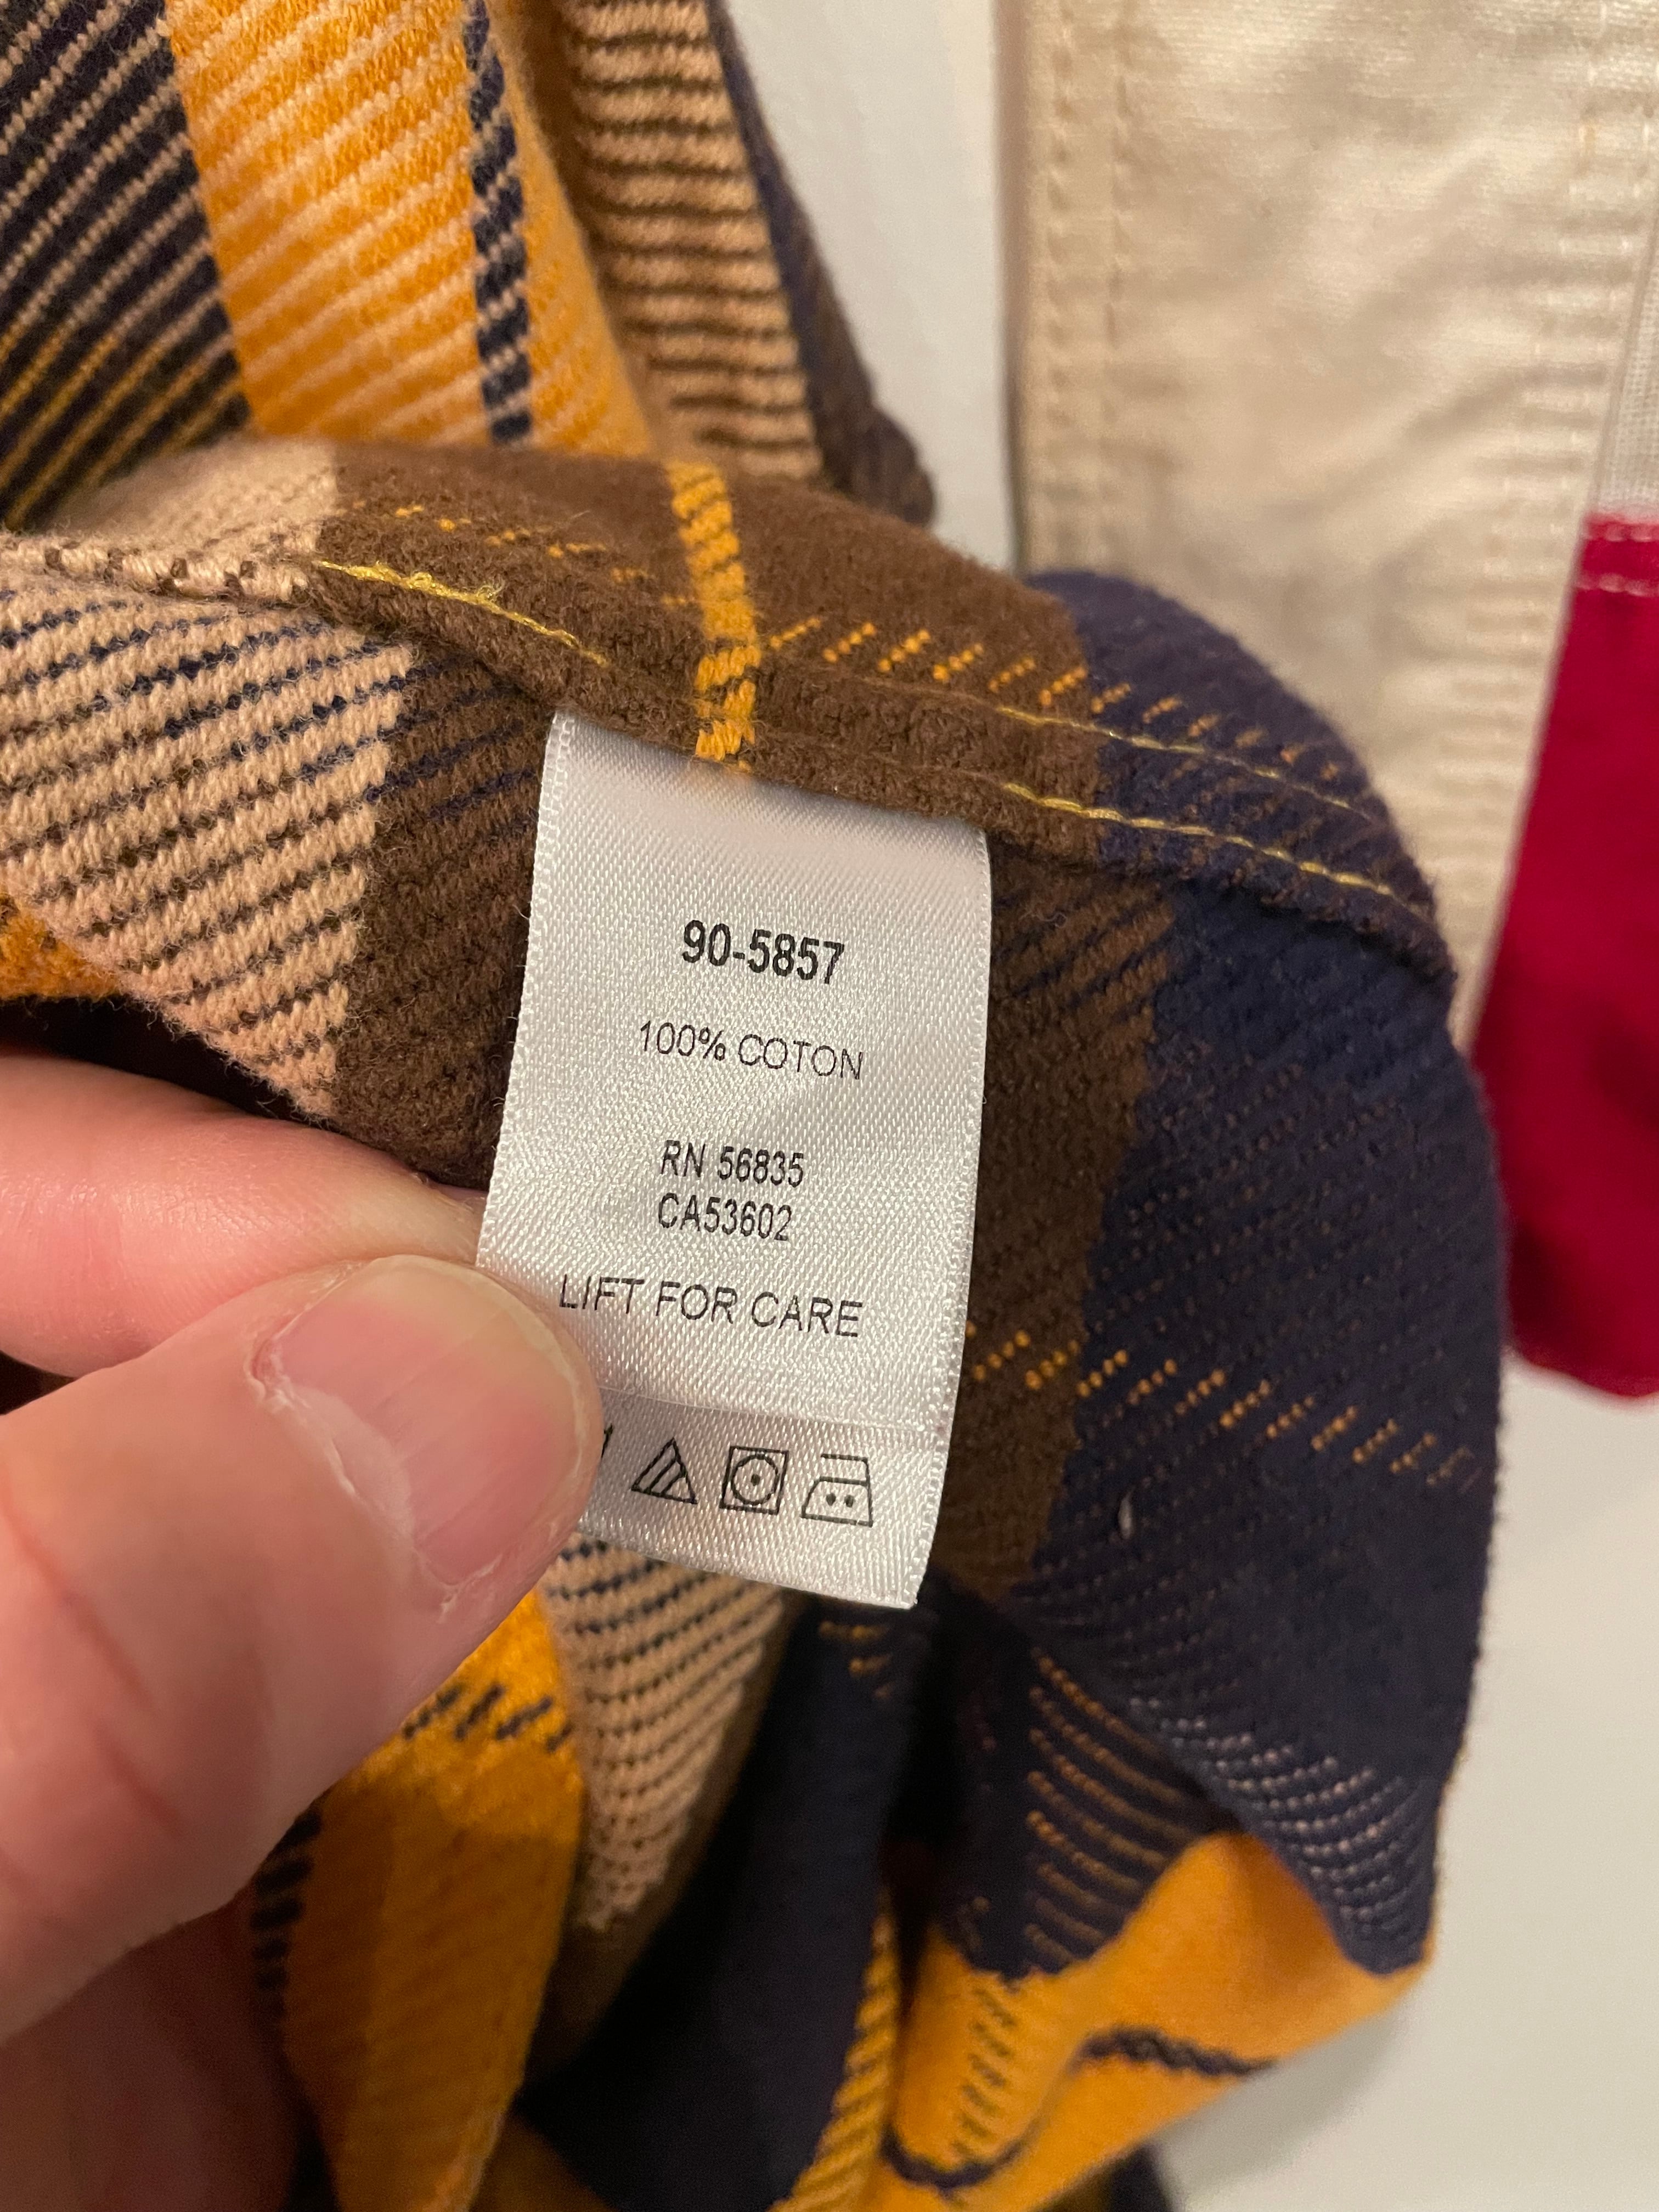 90-5857
100% COTON
RN 56835
CA53602
LIFT FOR CARE